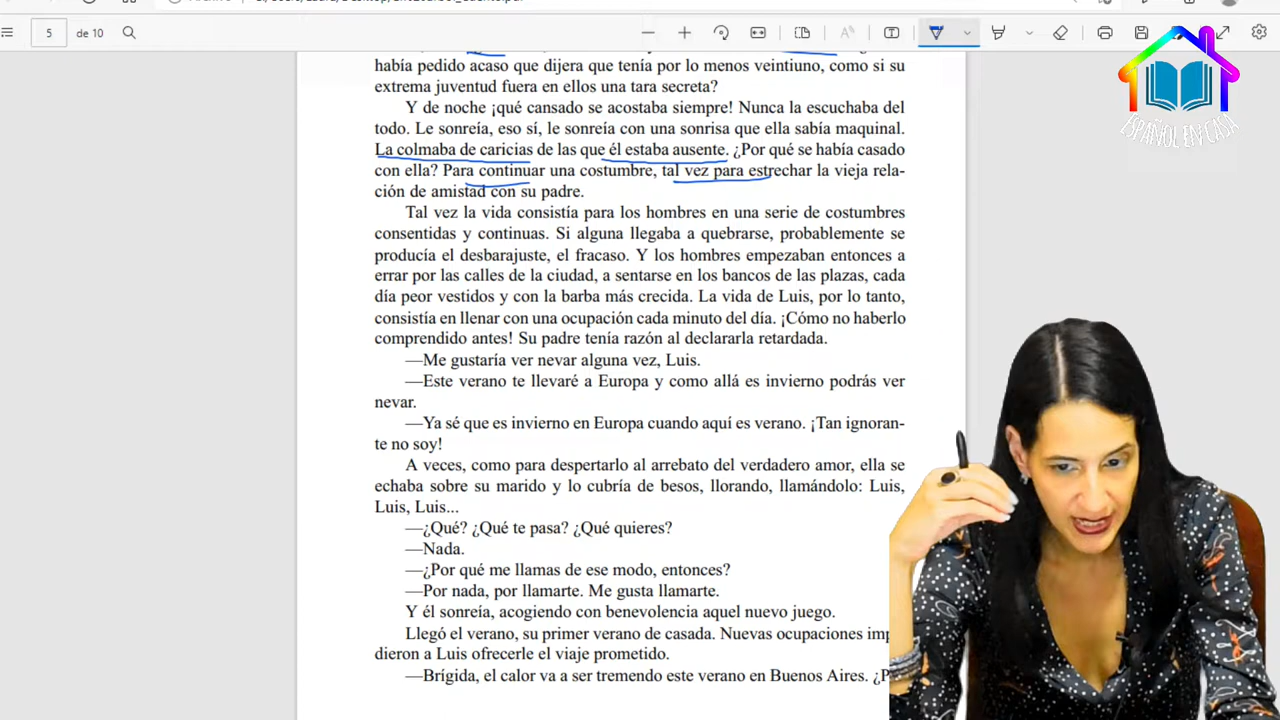 5 de 10
había pedido acaso que dijera que tenía por lo menos veintiuno, como si su
extrema juventud fuera en ellos una tara secreta?
Y de noche ¡qué cansado se acostaba siempre! Nunca la escuchaba del
todo. Le sonreía, eso sí, le sonreía con una sonrisa que ella sabía maquinal.
La colmaba de caricias de las que él estaba ausente. ¿Por qué se había casado
con ella? Para continuar una costumbre, tal vez para estrechar la vieja rela-
ción de amistad con su padre.
Tal vez la vida consistía para los hombres en una serie de costumbres
consentidas y continuas. Si alguna llegaba a quebrarse, probablemente se
producía el desbarajuste, el fracaso. Y los hombres empezaban entonces a
errar por las calles de la ciudad, a sentarse en los bancos de las plazas, cada
día peor vestidos y con la barba más crecida. La vida de Luis, por lo tanto,
consistía en llenar con una ocupación cada minuto del día. ¡Cómo no haberlo
comprendido antes! Su padre tenía razón al declararla retardada.
—Me gustaría ver nevar alguna vez, Luis.
—Este verano te llevaré a Europa y como allá es invierno podrás ver
nevar.
—Ya sé que es invierno en Europa cuando aquí es verano. ¡Tan ignoran-
te no soy!
A veces, como para despertarlo al arrebato del verdadero amor, ella se
echaba sobre su marido y lo cubría de besos, llorando, llamándolo: Luis,
Luis, Luis...
—¿Qué? ¿Qué te pasa? ¿Qué quieres?
—Nada.
—¿Por qué me llamas de ese modo, entonces?
—Por nada, por llamarte. Me gusta llamarte.
Y él sonreía, acogiendo con benevolencia aquel nuevo juego.
Llegó el verano, su primer verano de casada. Nuevas ocupaciones imp
dieron a Luis ofrecerle el viaje prometido.
—Brígida, el calor va a ser tremendo este verano en Buenos Aires. ¿P
ESPAÑOL EN CASA